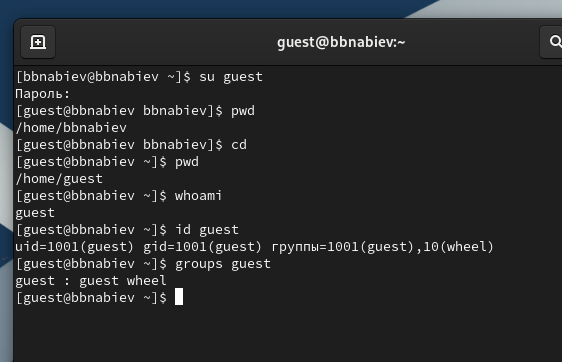 guest@bbnabiev:~
[bbnabiev@bbnabiev ~]$ su guest
Пароль:
[guest@bbnabiev bbnabiev]$ pwd
/home/bbnabiev
[guest@bbnabiev bbnabiev]$ cd
[guest@bbnabiev ~]$ pwd
/home/guest
[guest@bbnabiev ~]$ whoami
guest
[guest@bbnabiev ~]$ id guest
uid=1001(guest) gid=1001(guest) группы=1001(guest),10(wheel)
[guest@bbnabiev ~]$ groups guest
guest : guest wheel
[guest@bbnabiev ~]$